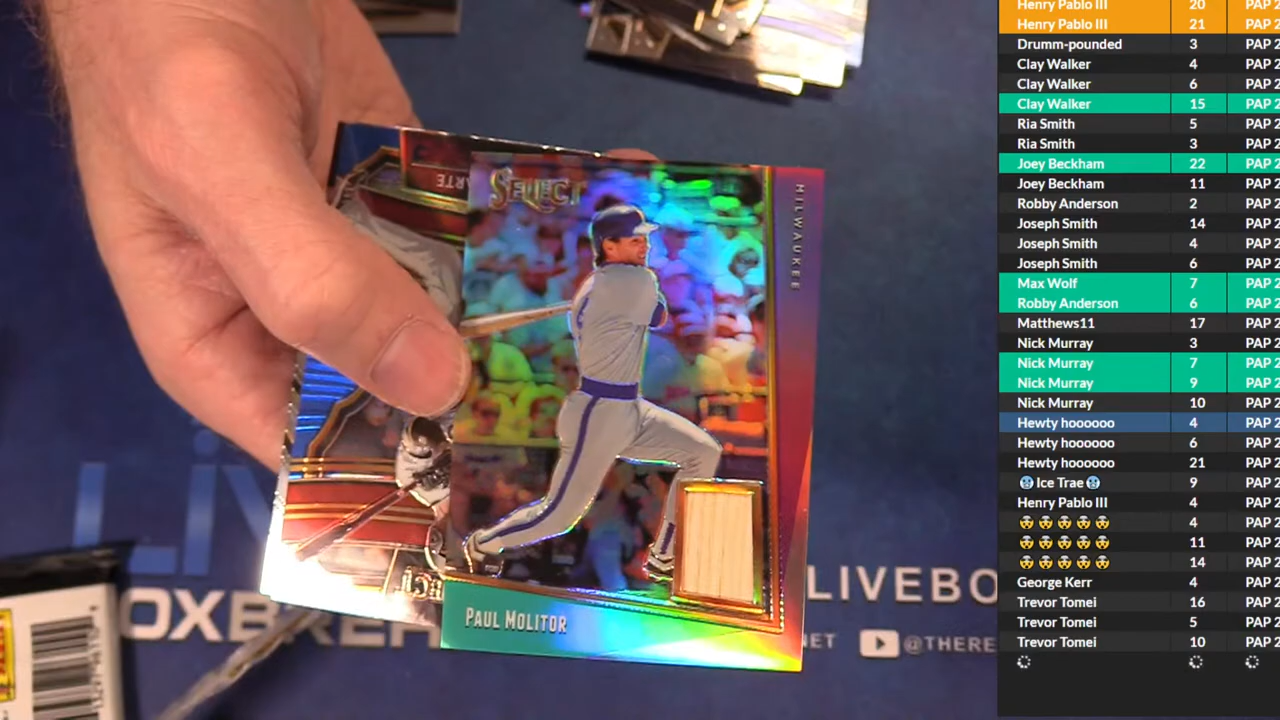 SELECT
MILWAUKEE
PAUL MOLITOR
LIVEBO
OXBRE
NET
@THERE
Henry Pablo III 20 PAP 2
Henry Pablo III 21 PAP 2
Drumm-pounded 3 PAP 2
Clay Walker 4 PAP 2
Clay Walker 6 PAP 2
Clay Walker 15 PAP 2
Ria Smith 5 PAP 2
Ria Smith 3 PAP 2
Joey Beckham 22 PAP 2
Joey Beckham 11 PAP 2
Robby Anderson 2 PAP 2
Joseph Smith 14 PAP 2
Joseph Smith 4 PAP 2
Joseph Smith 6 PAP 2
Max Wolf 7 PAP 2
Robby Anderson 6 PAP 2
Matthews11 17 PAP 2
Nick Murray 3 PAP 2
Nick Murray 7 PAP 2
Nick Murray 9 PAP 2
Nick Murray 10 PAP 2
Hewty hoooooo 4 PAP 2
Hewty hoooooo 6 PAP 2
Hewty hoooooo 21 PAP 2
🥶 Ice Trae 🥶 9 PAP 2
Henry Pablo III 4 PAP 2
🤯 🤯 🤯 🤯 🤯 4 PAP 2
🤯 🤯 🤯 🤯 🤯 11 PAP 2
🤯 🤯 🤯 🤯 🤯 14 PAP 2
George Kerr 4 PAP 2
Trevor Tomei 16 PAP 2
Trevor Tomei 5 PAP 2
Trevor Tomei 10 PAP 2